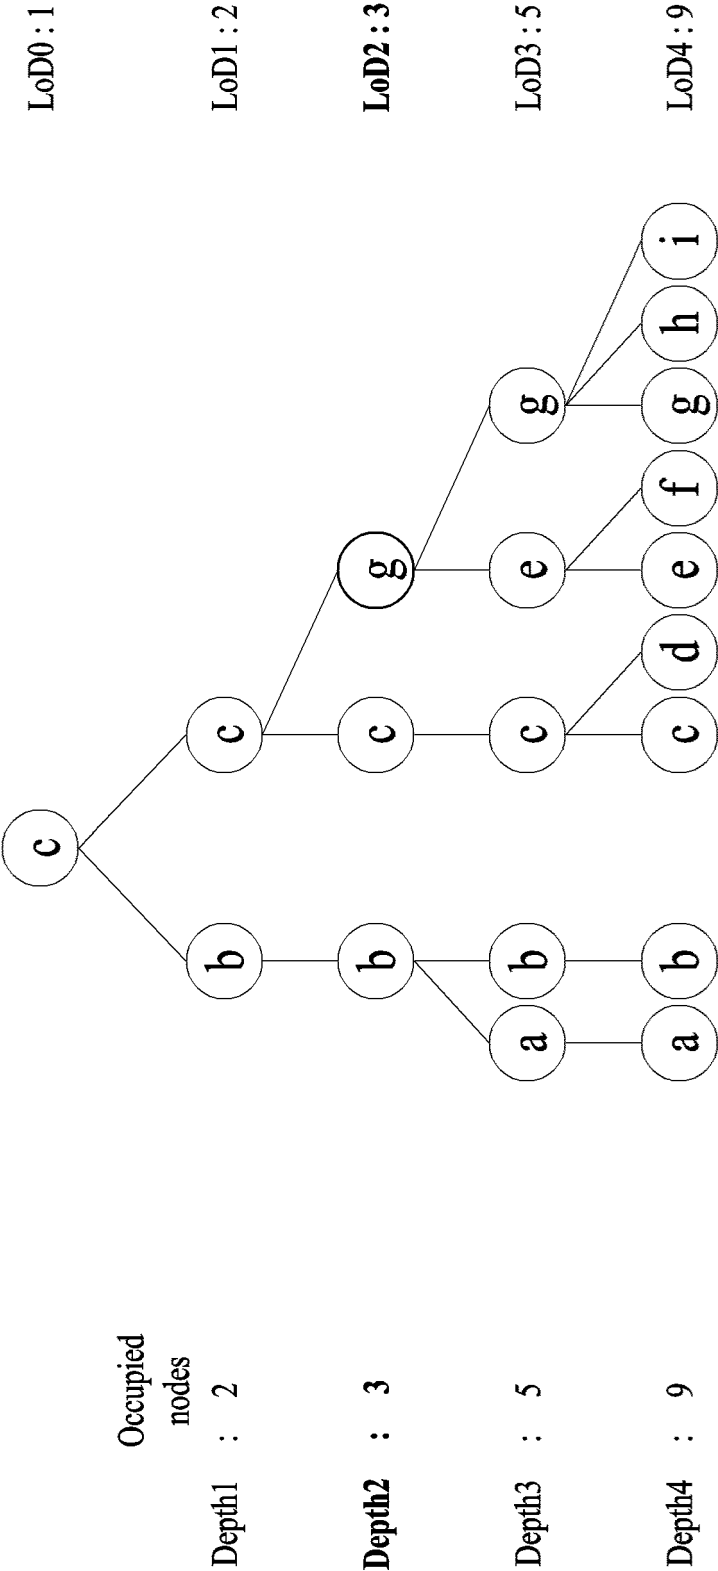 c
LoD0 : 1
Occupied
nodes
Depth1 : 2
b
c
LoD1 : 2
Depth2 : 3
b
c
g
LoD2 : 3
Depth3 : 5
a
b
c
e
g
LoD3 : 5
Depth4 : 9
a
b
c
d
e
f
g
h
i
LoD4 : 9